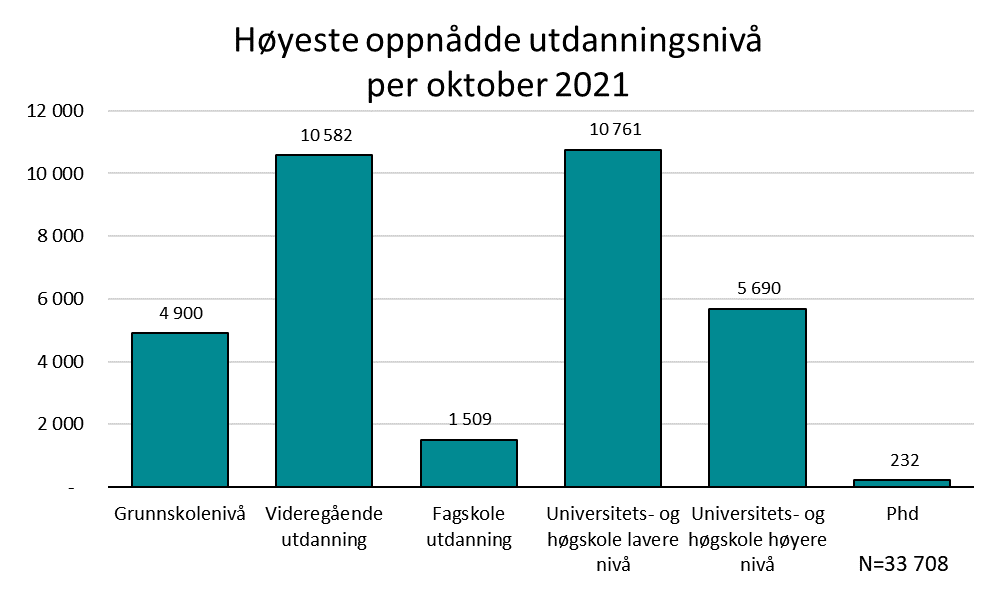 Høyeste oppnådde utdanningsnivå
per oktober 2021
12 000
10 000
8 000
6 000
4 000
2 000
-
4 900
10 582
1 509
10 761
5 690
232
Grunnskolenivå
Videregående
utdanning
Fagskole
utdanning
Universitets- og
høgskole lavere
nivå
Universitets- og
høgskole høyere
nivå
Phd
N=33 708